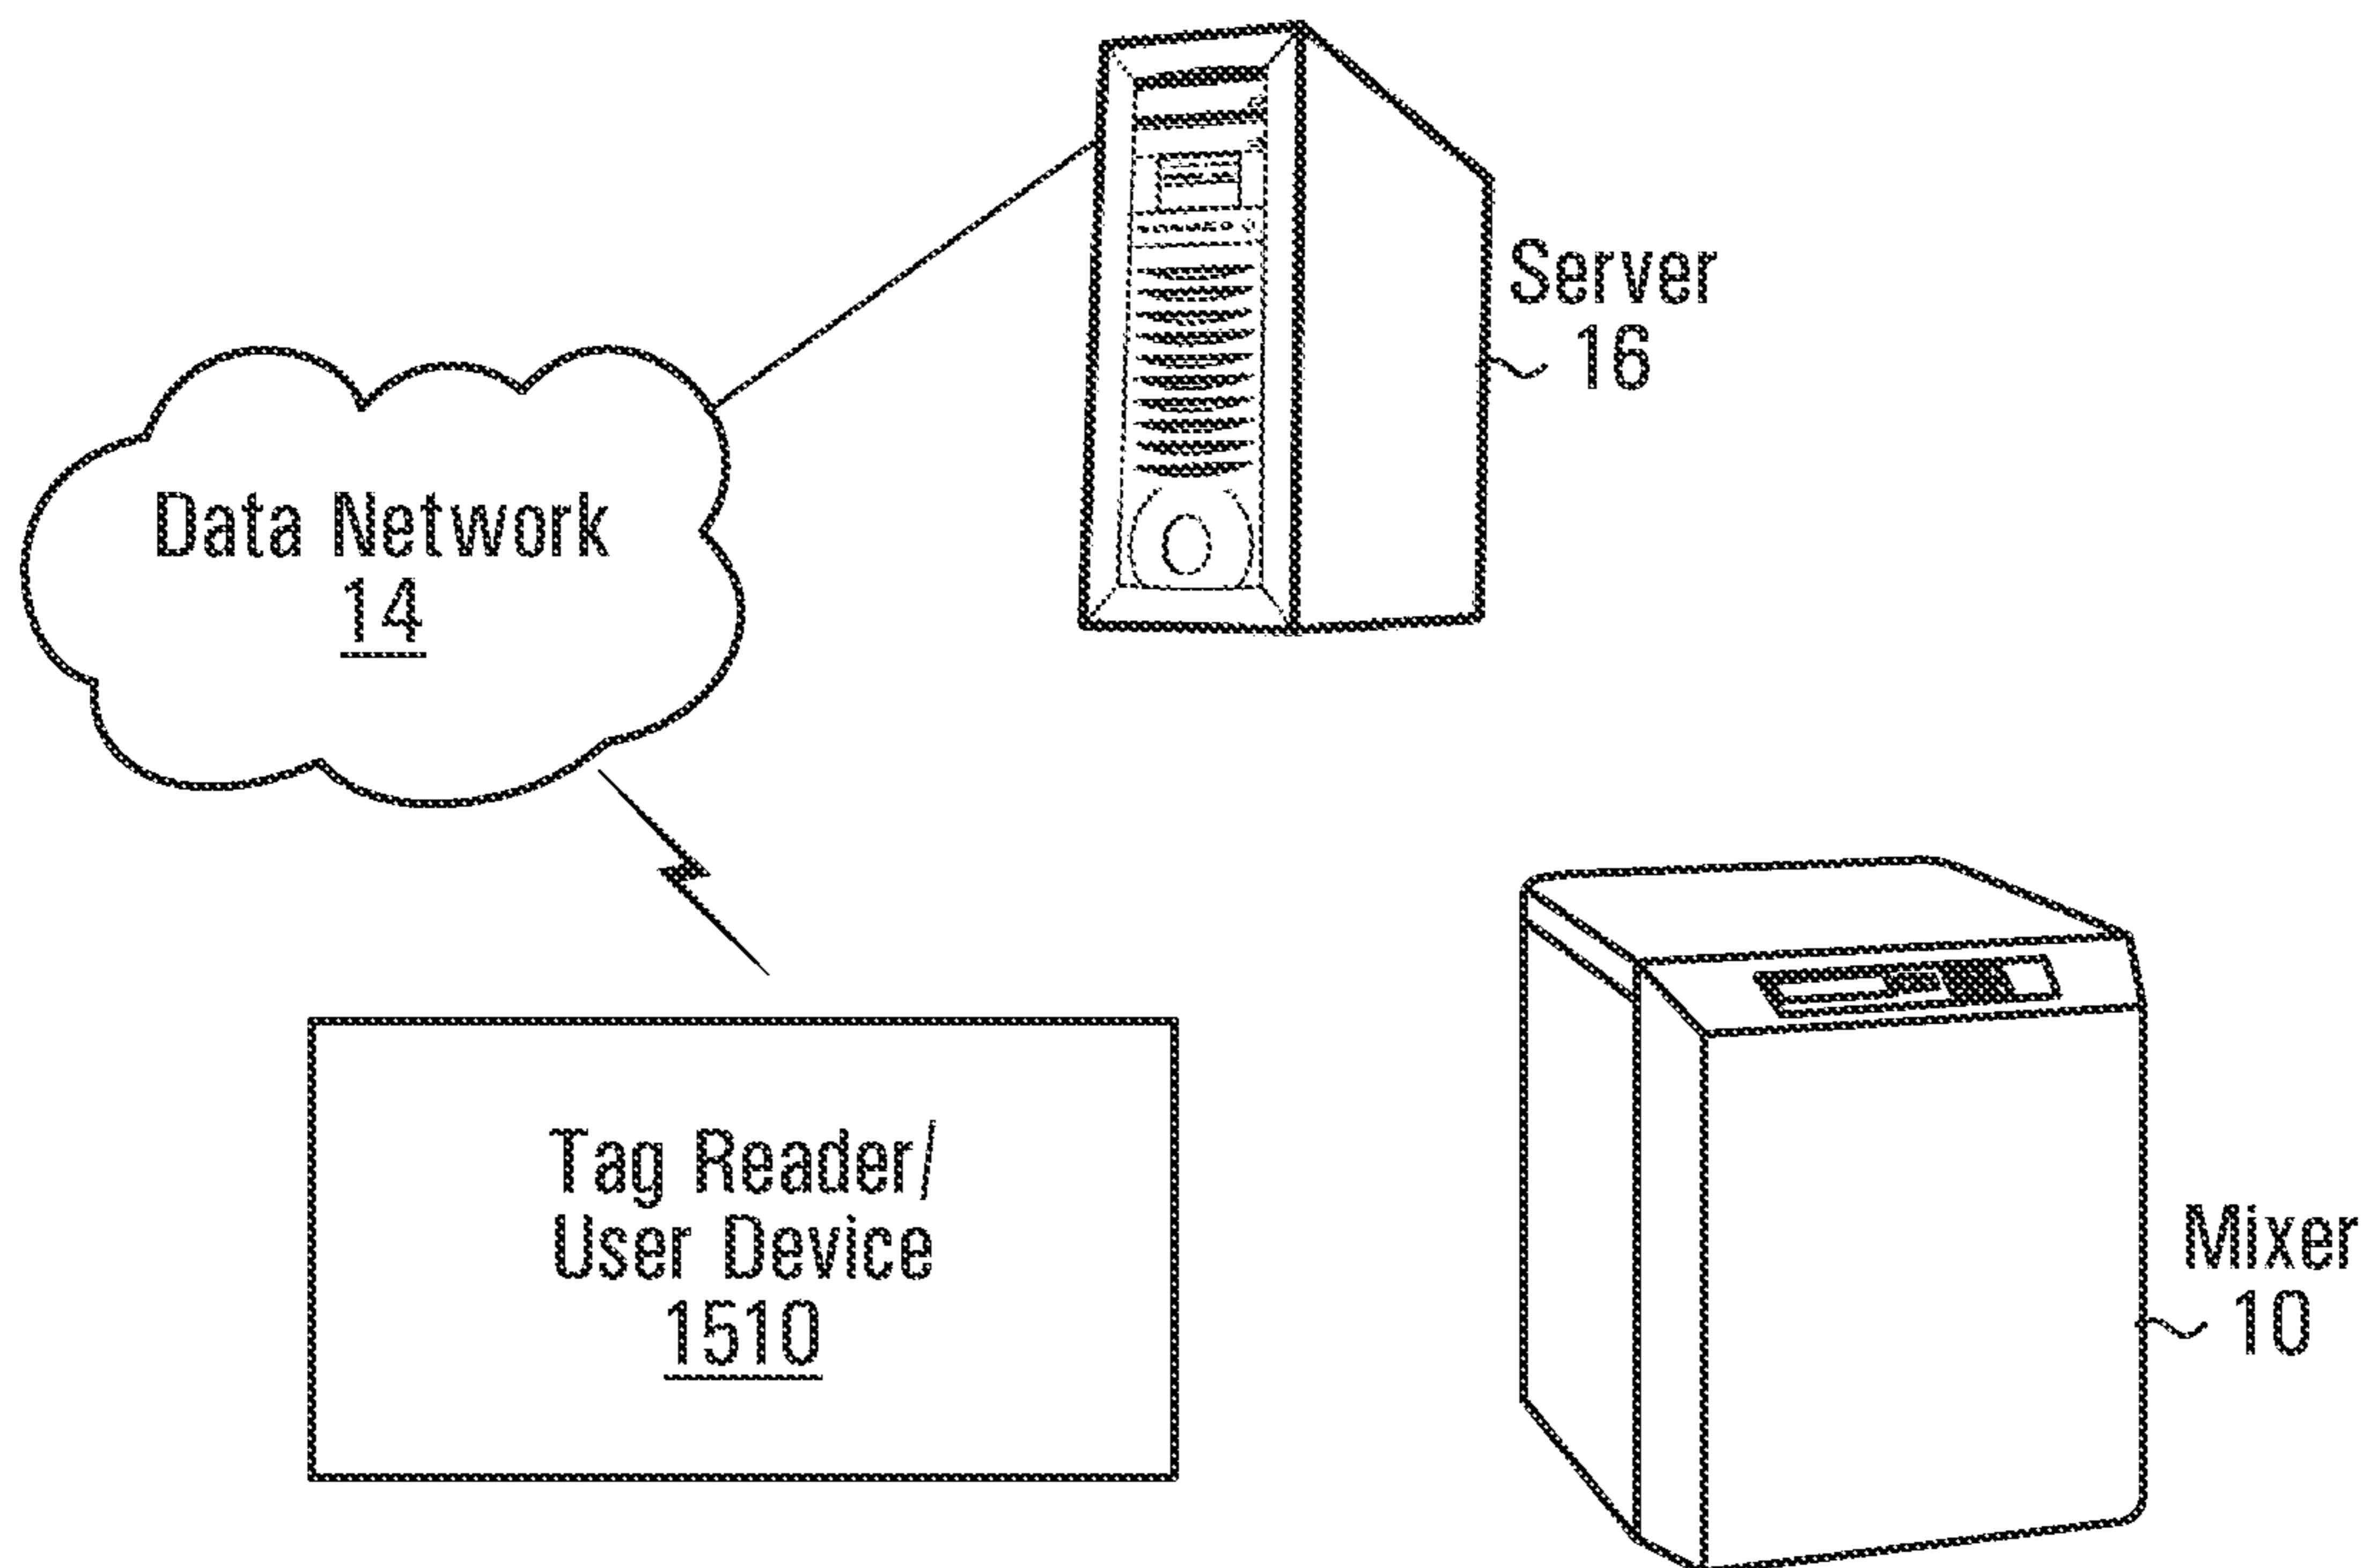 Server
16
Data Network
14
Tag Reader/
User Device
1510
Mixer
10